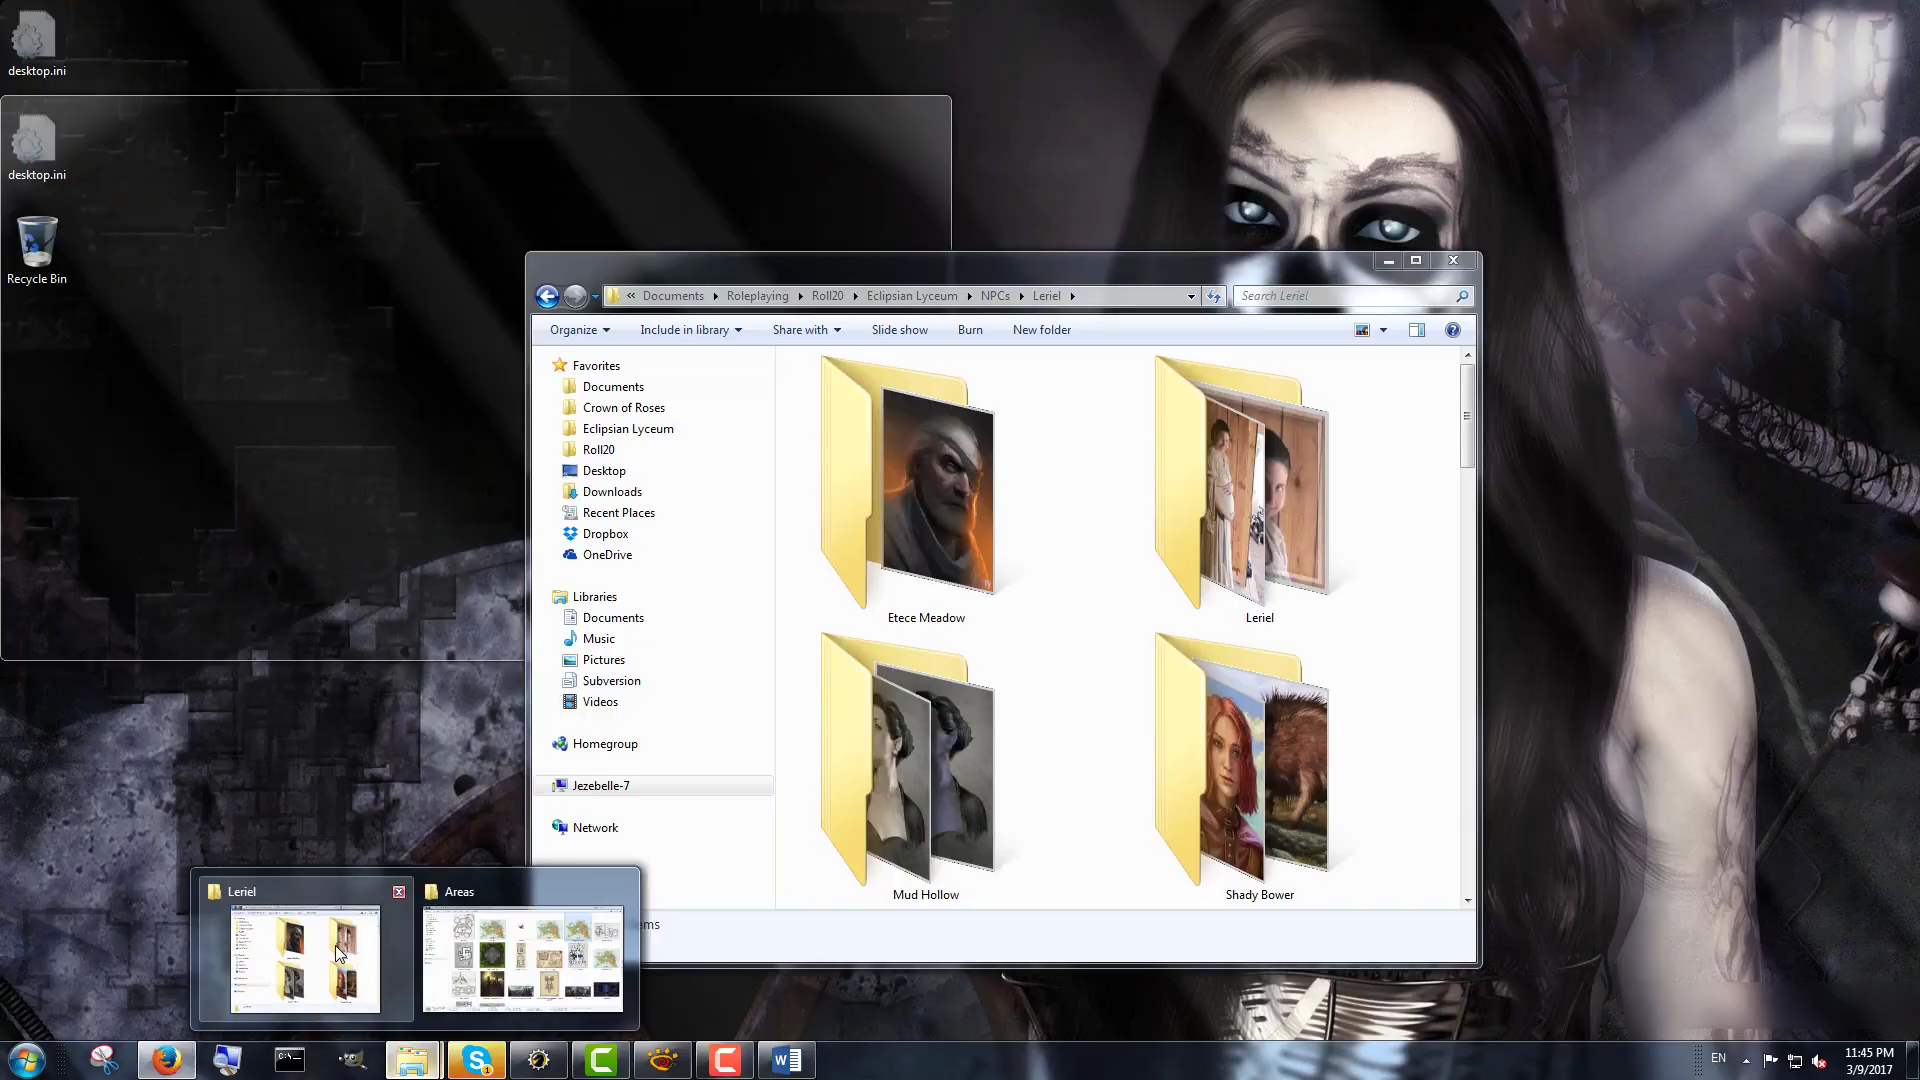 desktop.ini
desktop.ini
Recycle Bin
« Documents Roleplaying Roll20 Eclipsian Lyceum NPCs Leriel
Search Leriel
Organize Include in library Share with Slide show Burn New folder
Favorites
Documents
Crown of Roses
Eclipsian Lyceum
Roll20
Desktop
Downloads
Recent Places
Dropbox
OneDrive
Libraries
Documents
Music
Pictures
Subversion
Videos
Homegroup
Jezebelle-7
Network
Etece Meadow
Leriel
Mud Hollow
Shady Bower
ems
Leriel
Areas
EN
11:45 PM
3/9/2017